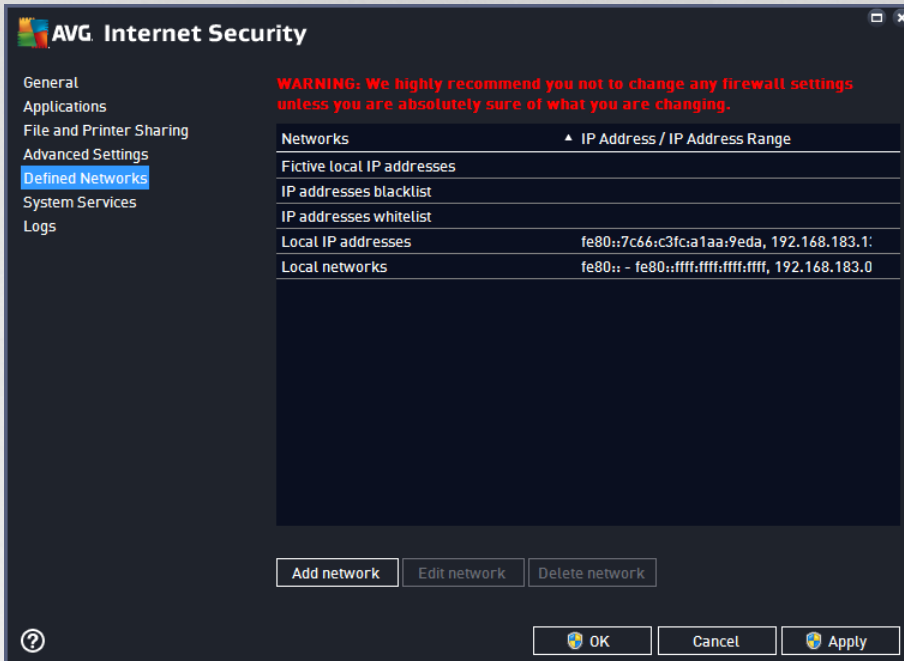 AVG Internet Security
General
Applications
File and Printer Sharing
Advanced Settings
Defined Networks
System Services
Logs
WARNING: We highly recommend you not to change any firewall settings
unless you are absolutely sure of what you are changing.
Networks IP Address / IP Address Range
Fictive local IP addresses
IP addresses blacklist
IP addresses whitelist
Local IP addresses fe80::7c66:c3fc:a1aa:9eda, 192.168.183.1
Local networks fe80:: - fe80::ffff:ffff:ffff:ffff, 192.168.183.0
Add network Edit network Delete network
? OK Cancel Apply